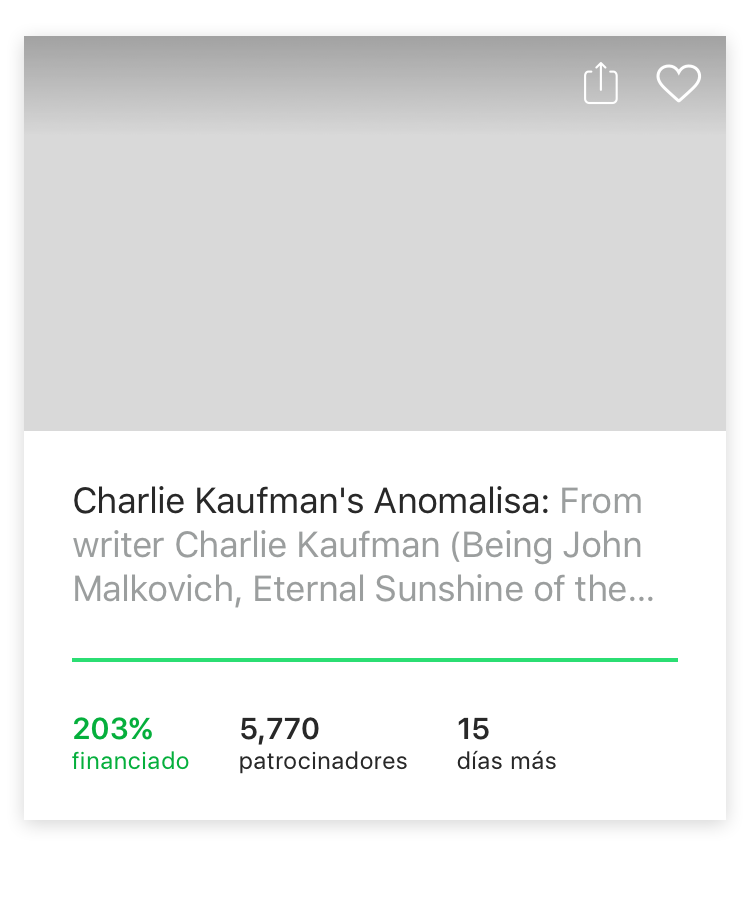 Charlie Kaufman's Anomalisa: From
writer Charlie Kaufman (Being John
Malkovich, Eternal Sunshine of the...
203% 5,770 15
financiado patrocinadores días más